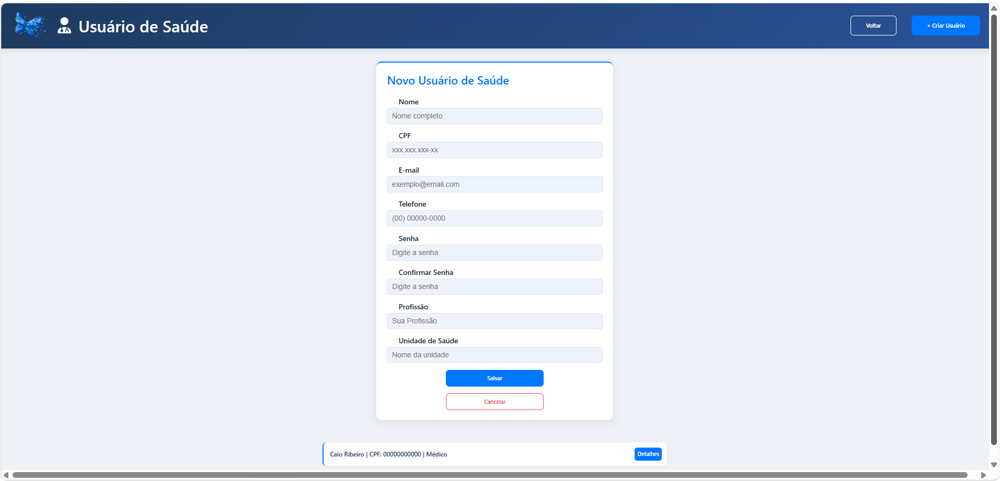 Usuário de Saúde
Voltar
+ Criar Usuário
Novo Usuário de Saúde
Nome
Nome completo
CPF
xxx.xxx.xxx-xx
E-mail
exemplo@email.com
Telefone
(00) 00000-0000
Senha
Digite a senha
Confirmar Senha
Digite a senha
Profissão
Sua Profissão
Unidade de Saúde
Nome da unidade
Salvar
Cancelar
Caio Ribeiro | CPF: 00000000000 | Médico
Detalhes